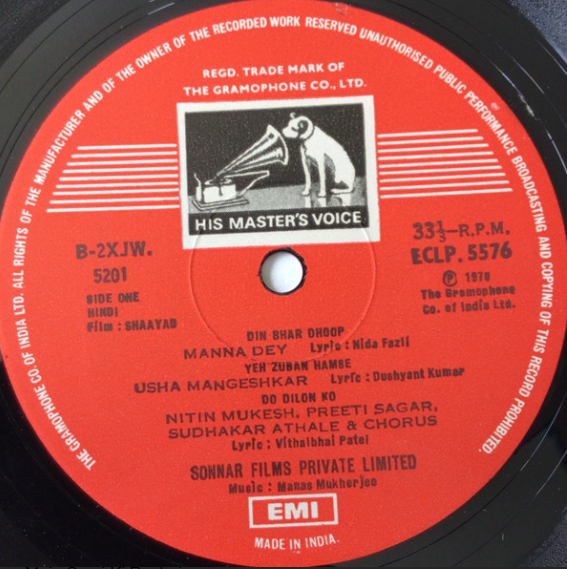 THE GRAMOPHONE CO. OF INDIA LTD. ALL RIGHTS OF THE MANUFACTURER AND OF THE OWNER OF THE RECORDED WORK RESERVED UNAUTHORISED PUBLIC PERFORMANCE BROADCASTING AND COPYING OF THIS RECORD PROHIBITED
REGD. TRADE MARK OF
THE GRAMOPHONE CO., LTD.
HIS MASTER'S VOICE
B-2XJW.
5201
SIDE ONE
HINDI
Film : SHAAYAD
33⅓–R.P.M.
ECLP. 5576
Ⓟ 1978
The Gramophone
Co. of India Ltd.
DIN BHAR DHOOP
MANNA DEY Lyric : Nida Fazli
YEH ZUBAN HAMSE
USHA MANGESHKAR Lyric : Dushyant Kumar
DO DILON KO
NITIN MUKESH, PREETI SAGAR,
SUDHAKAR ATHALE & CHORUS
Lyric : Vithalbhai Patel
SONNAR FILMS PRIVATE LIMITED
Music : Manas Mukherjee
EMI
MADE IN INDIA.